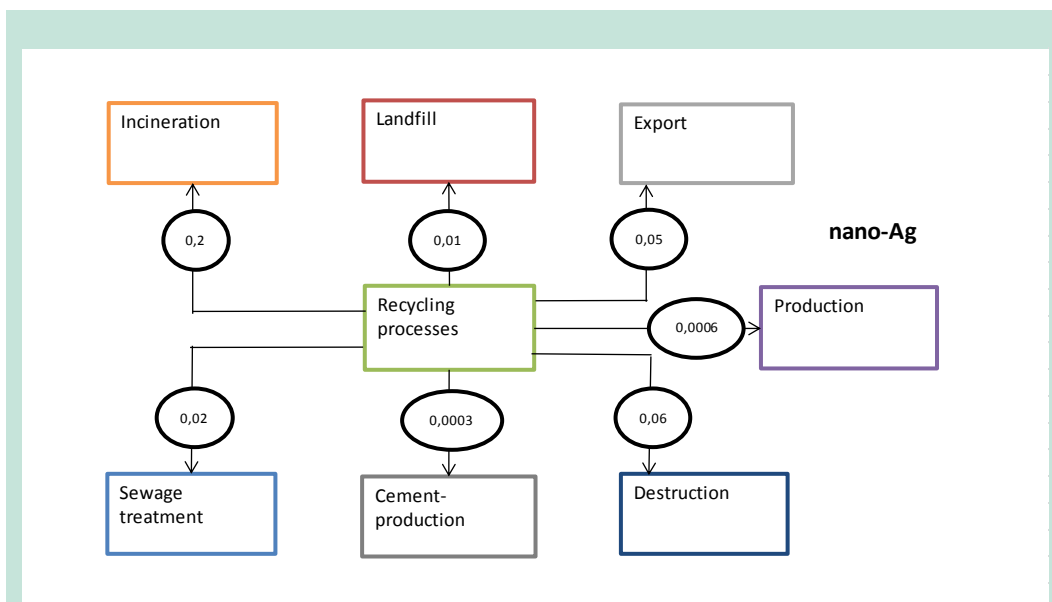 Incineration
Landfill
Export
0,2
0,01
0,05
nano-Ag
Recycling
processes
0,0006
Production
0,02
0,0003
0,06
Sewage
treatment
Cement-
production
Destruction